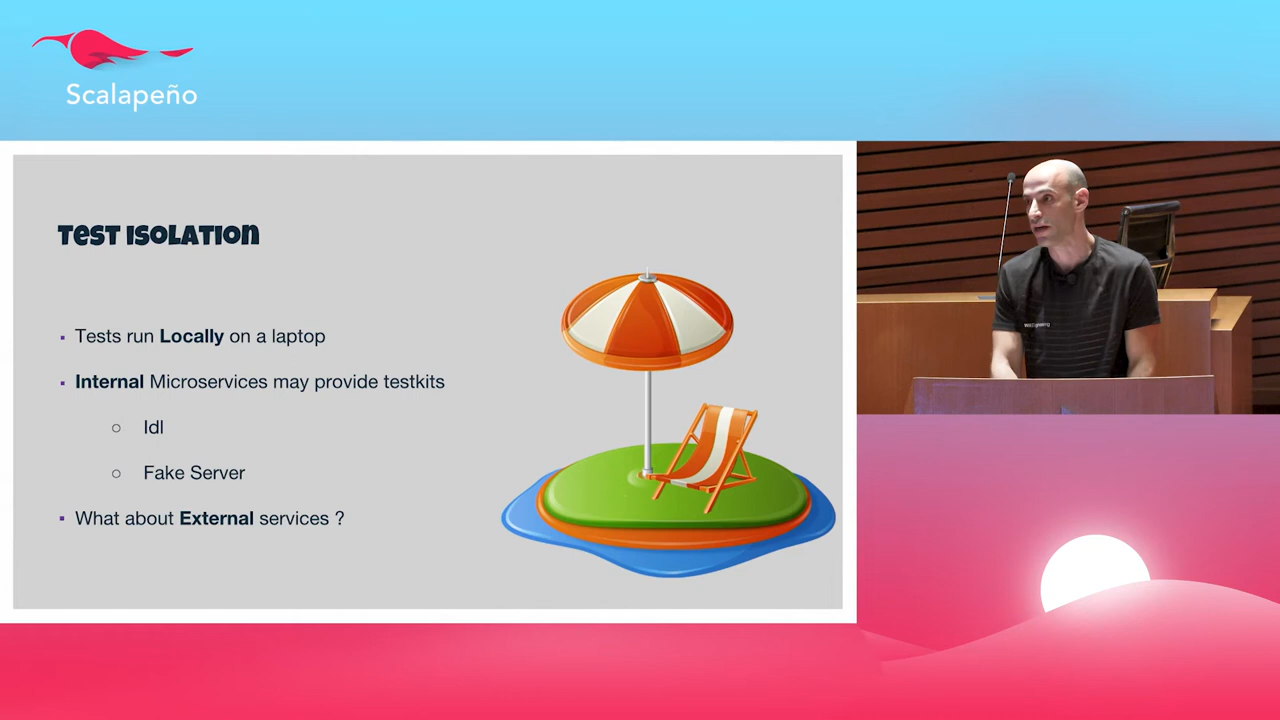 Scalapeño
Test Isolation
Tests run Locally on a laptop
Internal Microservices may provide testkits
Idl
Fake Server
What about External services ?